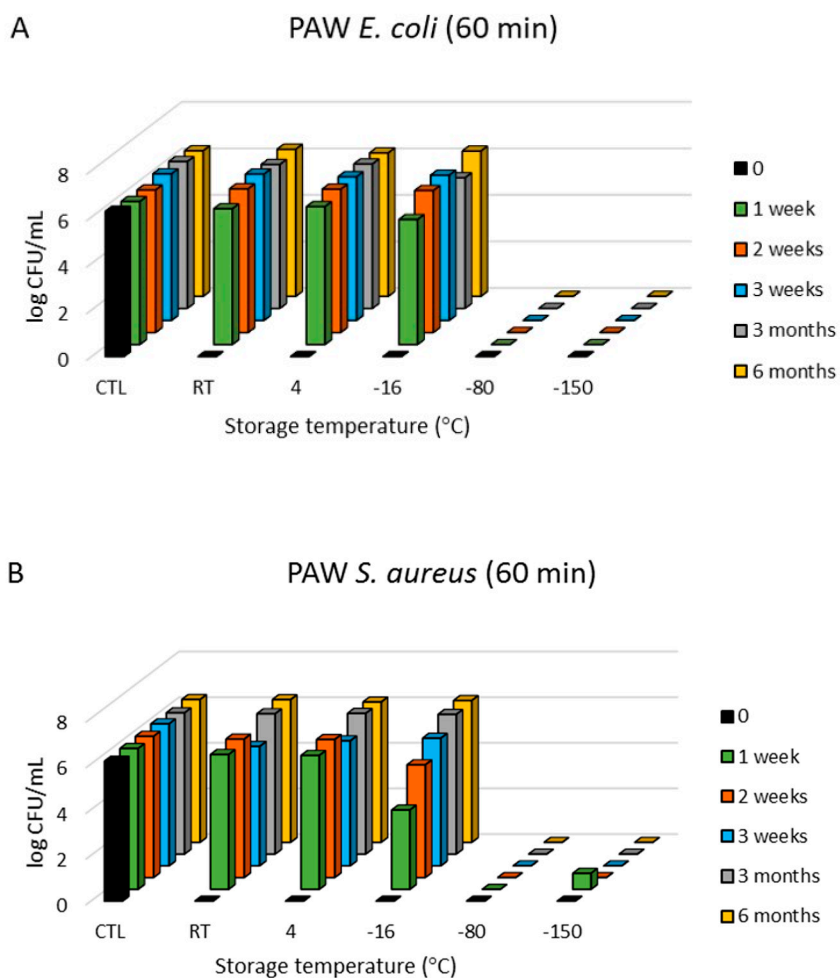 A
PAW E. coli (60 min)
log CFU/mL
8
6
4
2
0
CTL
RT
4
-16
-80
-150
Storage temperature (°C)
0
1 week
2 weeks
3 weeks
3 months
6 months
B
PAW S. aureus (60 min)
log CFU/mL
8
6
4
2
0
CTL
RT
4
-16
-80
-150
Storage temperature (°C)
0
1 week
2 weeks
3 weeks
3 months
6 months